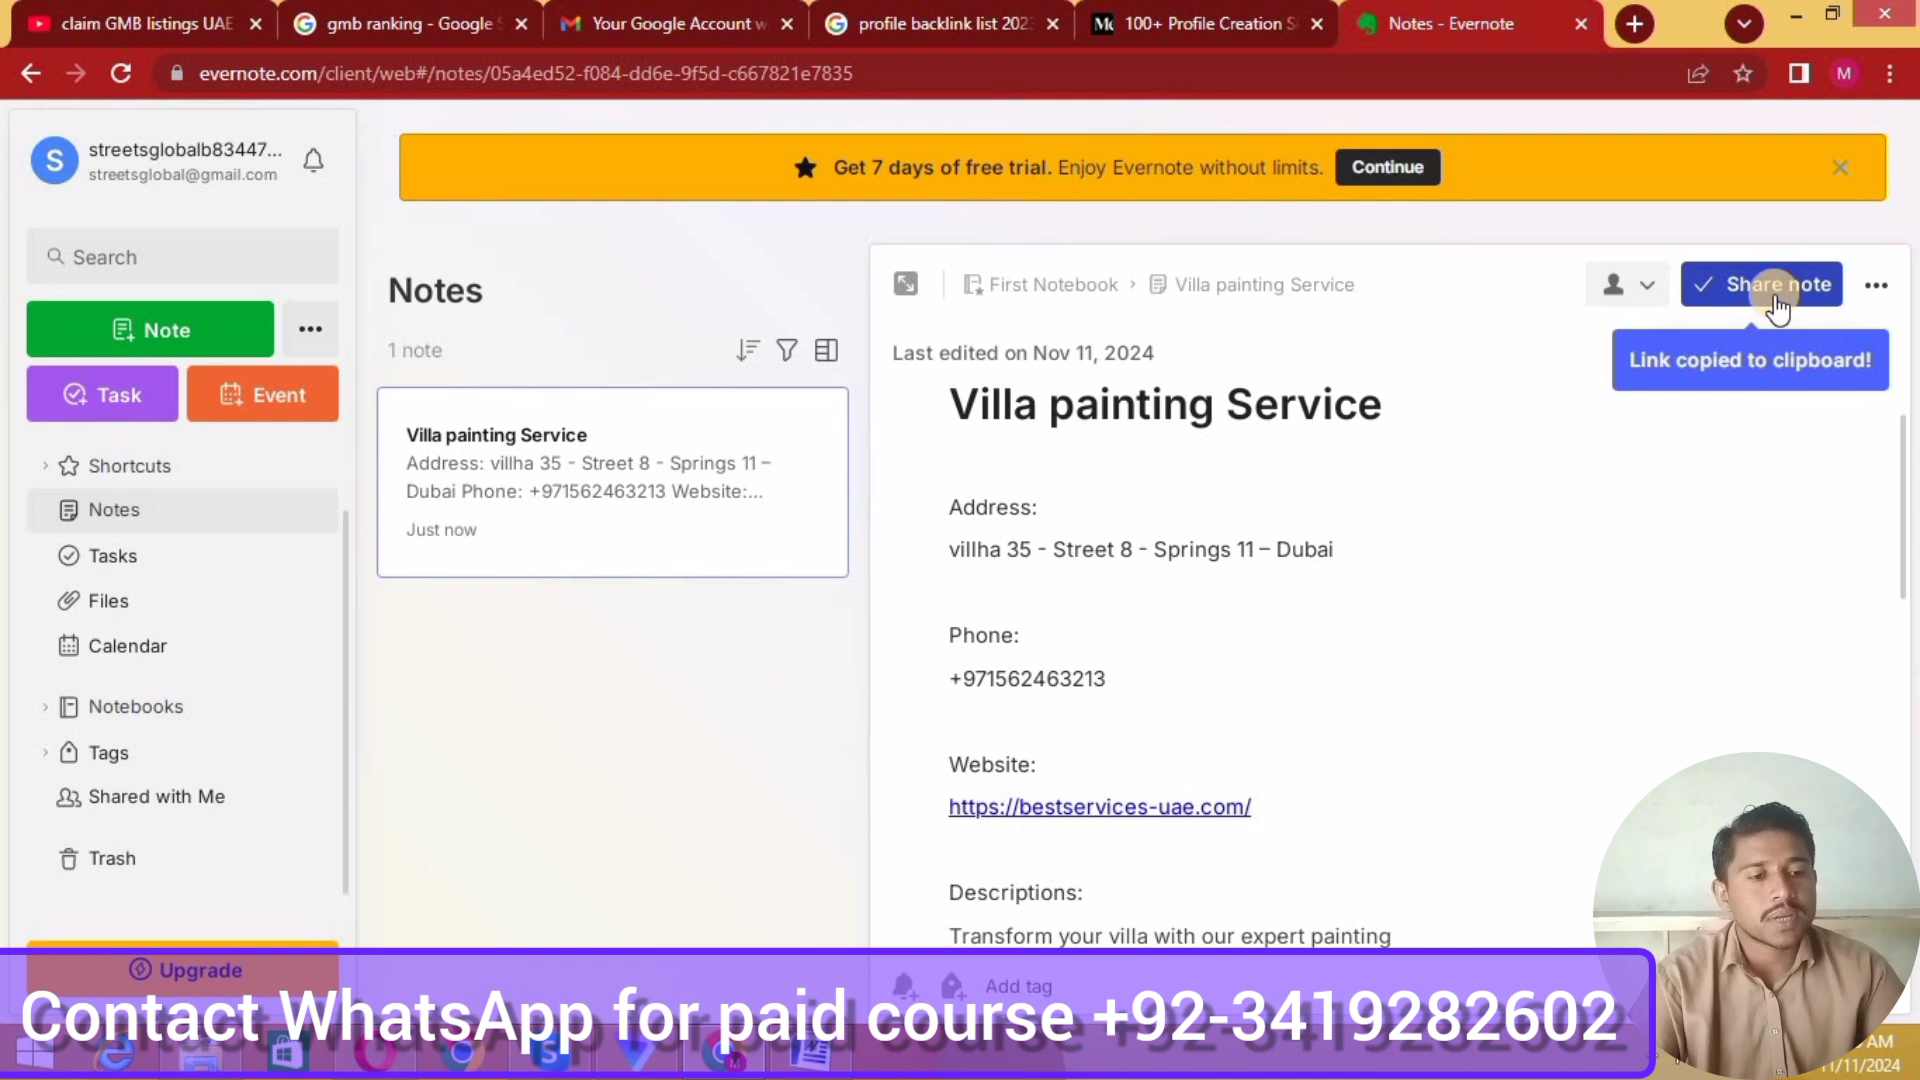 claim GMB listings UAE
gmb ranking - Google S
Your Google Account w
profile backlink list 202
Mc 100+ Profile Creation S
Notes - Evernote
evernote.com/client/web#/notes/05a4ed52-f084-dd6e-9f5d-c667821e7835
M
S
streetsglobalb83447...
streetsglobal@gmail.com
Get 7 days of free trial. Enjoy Evernote without limits.
Continue
Search
Note
Task
Event
Shortcuts
Notes
Tasks
Files
Calendar
Notebooks
Tags
Shared with Me
Trash
Upgrade
Notes
1 note
Villa painting Service
Address: villha 35 - Street 8 - Springs 11 –
Dubai Phone: +971562463213 Website:...
Just now
First Notebook
Villa painting Service
Share note
Link copied to clipboard!
Last edited on Nov 11, 2024
Villa painting Service
Address:
villha 35 - Street 8 - Springs 11 – Dubai
Phone:
+971562463213
Website:
https://bestservices-uae.com/
Descriptions:
Transform your villa with our expert painting
Add tag
Contact WhatsApp for paid course +92-3419282602
AM
11/11/2024